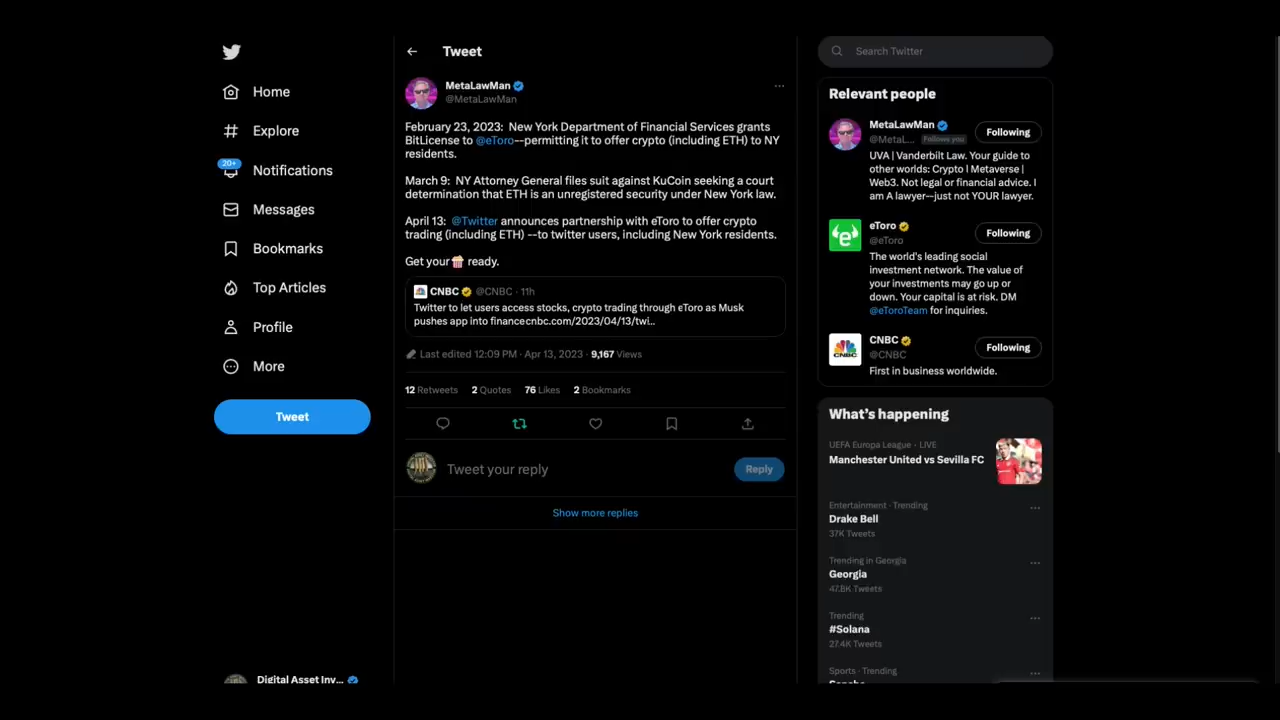 Home
Explore
20+
Notifications
Messages
Bookmarks
Top Articles
Profile
More
Tweet
Digital Asset Inv...
Tweet
MetaLawMan
@MetaLawMan
February 23, 2023: New York Department of Financial Services grants
BitLicense to @eToro--permitting it to offer crypto (including ETH) to NY
residents.
March 9: NY Attorney General files suit against KuCoin seeking a court
determination that ETH is an unregistered security under New York law.
April 13: @Twitter announces partnership with eToro to offer crypto
trading (including ETH) --to twitter users, including New York residents.
Get your🍿 ready.
CNBC @CNBC · 11h
Twitter to let users access stocks, crypto trading through eToro as Musk
pushes app into financecnbc.com/2023/04/13/twi...
Last edited 12:09 PM · Apr 13, 2023 · 9,167 Views
12 Retweets 2 Quotes 76 Likes 2 Bookmarks
Tweet your reply
Reply
Show more replies
Search Twitter
Relevant people
MetaLawMan
@MetaL... Follows you
Following
UVA | Vanderbilt Law. Your guide to
other worlds: Crypto | Metaverse |
Web3. Not legal or financial advice. I
am A lawyer--just not YOUR lawyer.
eToro
@eToro
Following
The world's leading social
investment network. The value of
your investments may go up or
down. Your capital is at risk. DM
@eToroTeam for inquiries.
CNBC
@CNBC
Following
First in business worldwide.
What's happening
UEFA Europa League · LIVE
Manchester United vs Sevilla FC
Entertainment · Trending
Drake Bell
37K Tweets
Trending in Georgia
Georgia
47.8K Tweets
Trending
#Solana
27.4K Tweets
Sports · Trending